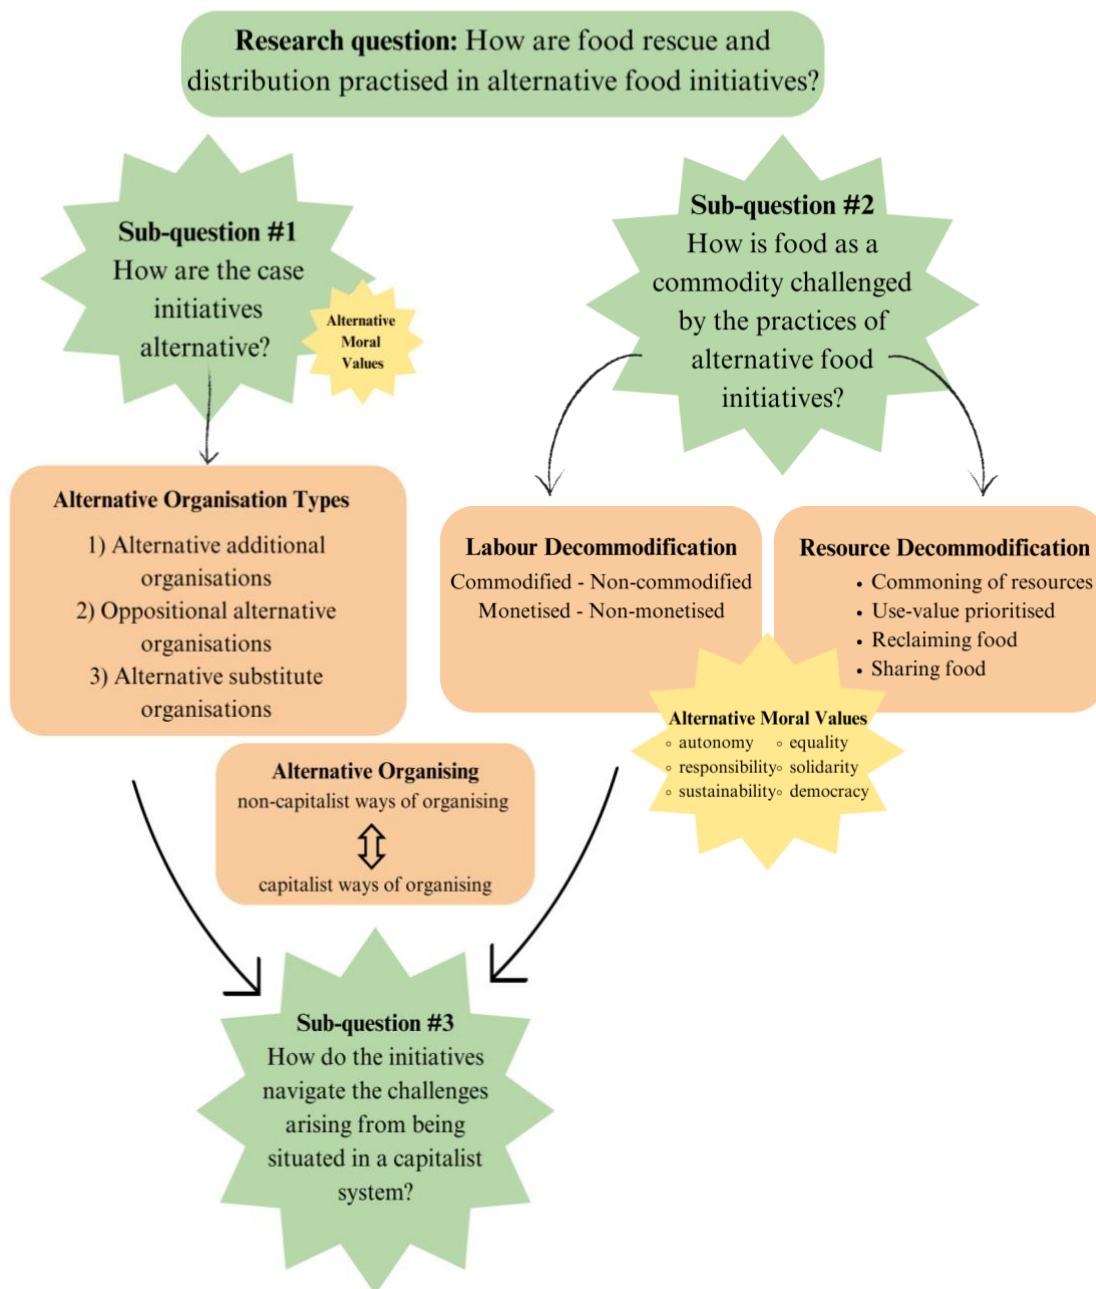 Research question: How are food rescue and
distribution practised in alternative food initiatives?
Sub-question #1
How are the case
initiatives
alternative?
Alternative
Moral
Values
Sub-question #2
How is food as a
commodity challenged
by the practices of
alternative food
initiatives?
Alternative Organisation Types
1) Alternative additional
organisations
2) Oppositional alternative
organisations
3) Alternative substitute
organisations
Labour Decommodification
Commodified - Non-commodified
Monetised - Non-monetised
Resource Decommodification
• Commoning of resources
• Use-value prioritised
• Reclaiming food
• Sharing food
Alternative Moral Values
◦ autonomy ◦ equality
◦ responsibility ◦ solidarity
◦ sustainability ◦ democracy
Alternative Organising
non-capitalist ways of organising
capitalist ways of organising
Sub-question #3
How do the initiatives
navigate the challenges
arising from being
situated in a capitalist
system?